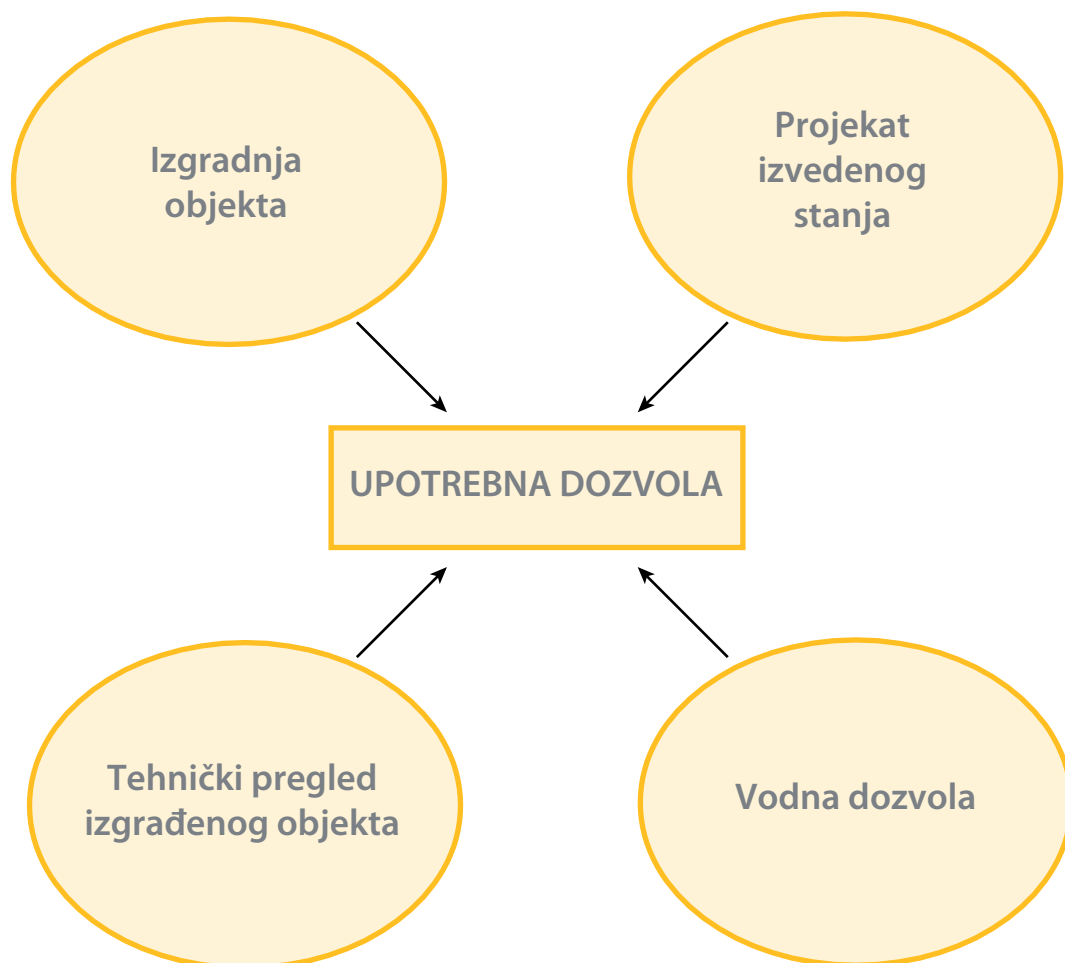 Izgradnja
objekta
Projekat
izvedenog
stanja
UPOTREBNA DOZVOLA
Tehnički pregled
izgrađenog objekta
Vodna dozvola